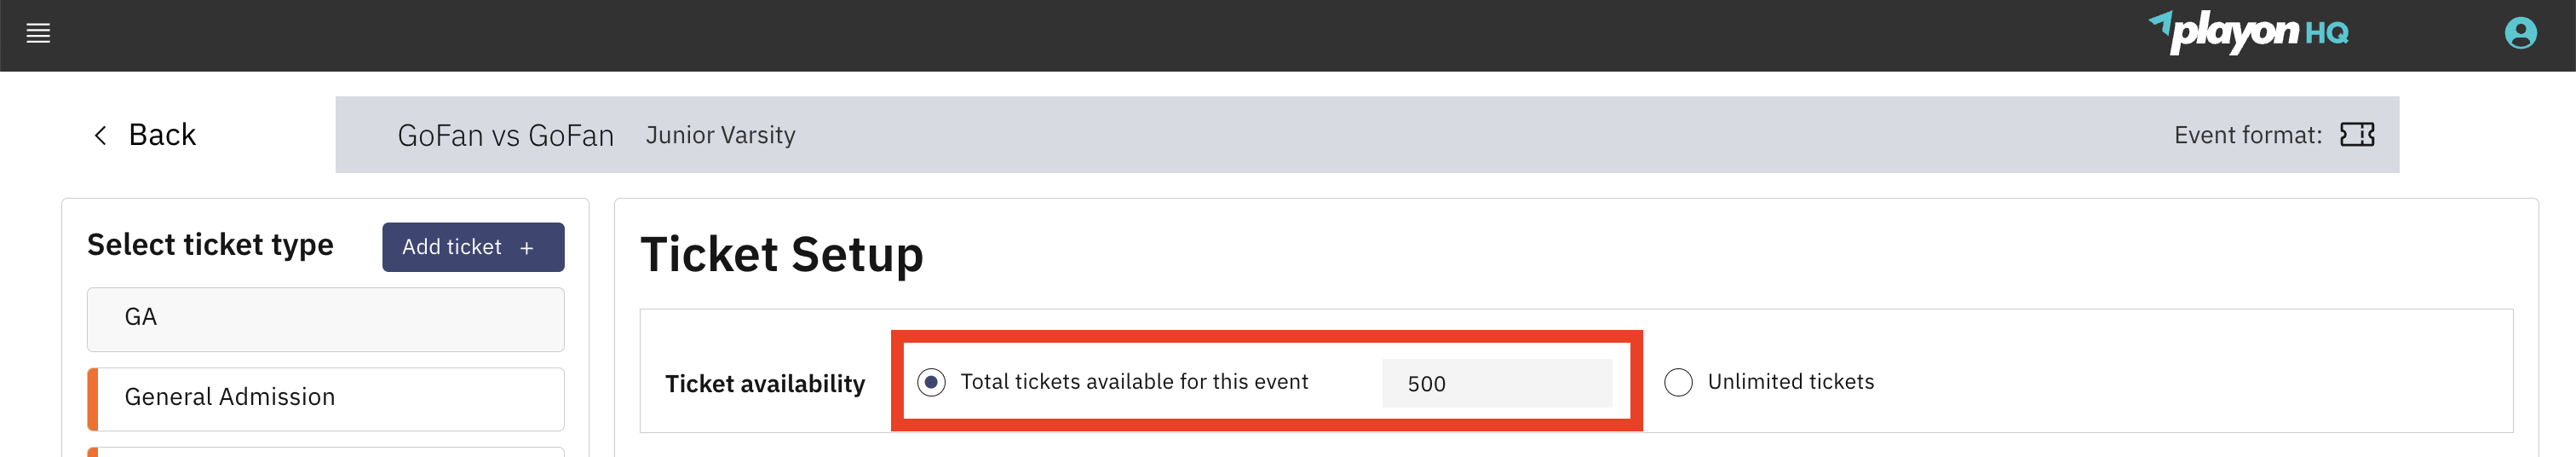 playon HQ
Back
GoFan vs GoFan Junior Varsity Event format:
Select ticket type
Add ticket +
GA
General Admission
Ticket Setup
Ticket availability Total tickets available for this event 500 Unlimited tickets